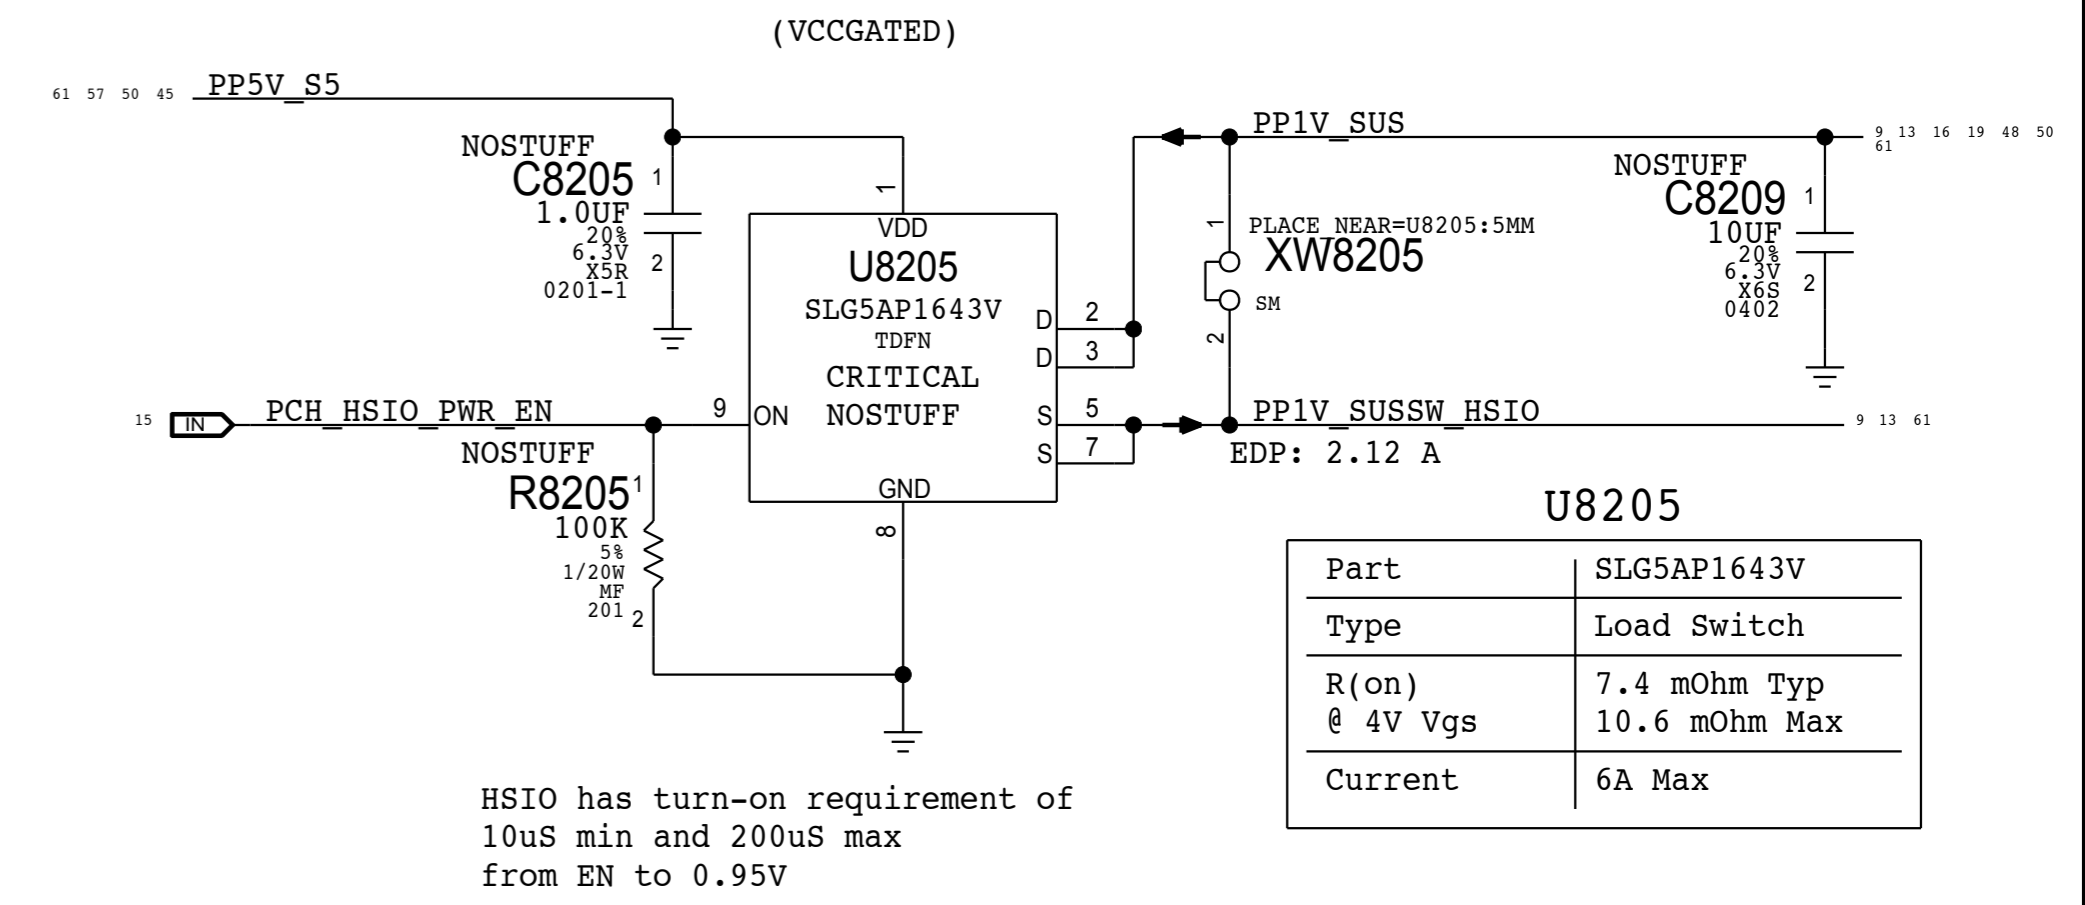 (VCCGATED)
61 57 50 45 PP5V_S5
NOSTUFF
C8205 1
1.0UF
20%
6.3V
X5R 2
0201-1
1
VDD
U8205
SLG5AP1643V
TDFN
CRITICAL
NOSTUFF
D 2
D 3
S 5
S 7
9 ON
GND
8
15 IN PCH_HSIO_PWR_EN
NOSTUFF
R8205 1
100K
5%
1/20W
MF
201 2
PP1V_SUS
9 13 16 19 48 50
61
1
PLACE_NEAR=U8205:5MM
XW8205
SM
2
NOSTUFF
C8209 1
10UF
20%
6.3V
X6S 2
0402
PP1V_SUSSW_HSIO 9 13 61
EDP: 2.12 A
U8205
Part SLG5AP1643V
Type Load Switch
R(on) 7.4 mOhm Typ
@ 4V Vgs 10.6 mOhm Max
Current 6A Max
HSIO has turn-on requirement of
10uS min and 200uS max
from EN to 0.95V